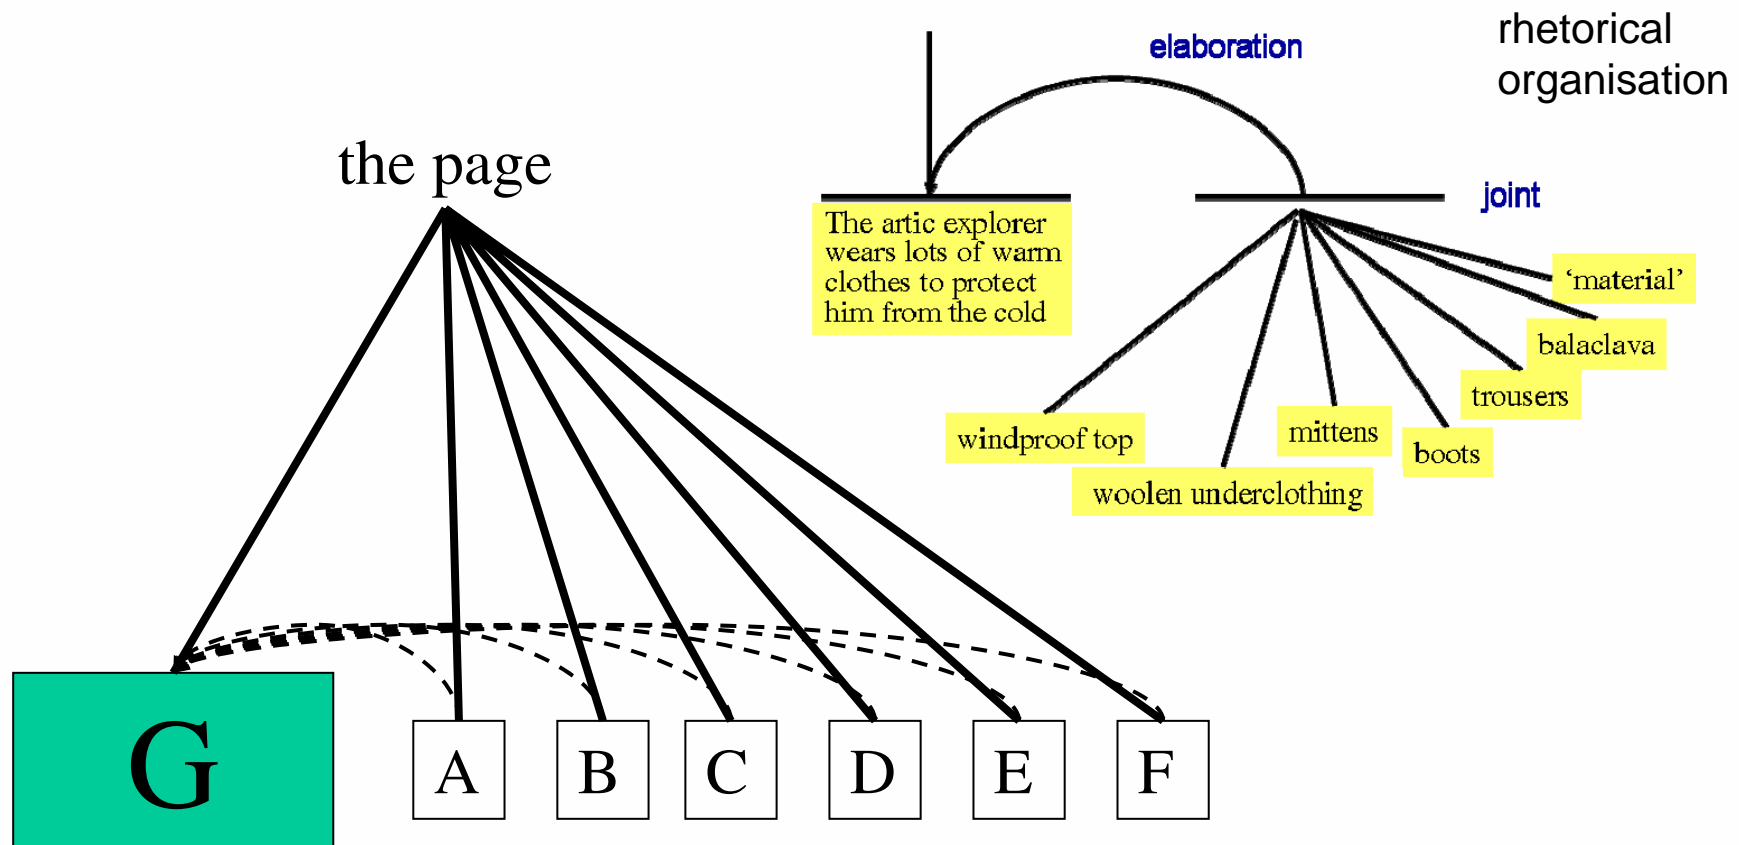 rhetorical
organisation
elaboration
the page
joint
The artic explorer
wears lots of warm
clothes to protect
him from the cold
‘material’
balaclava
trousers
mittens
windproof top
boots
woolen underclothing
G
A
B
C
D
E
F